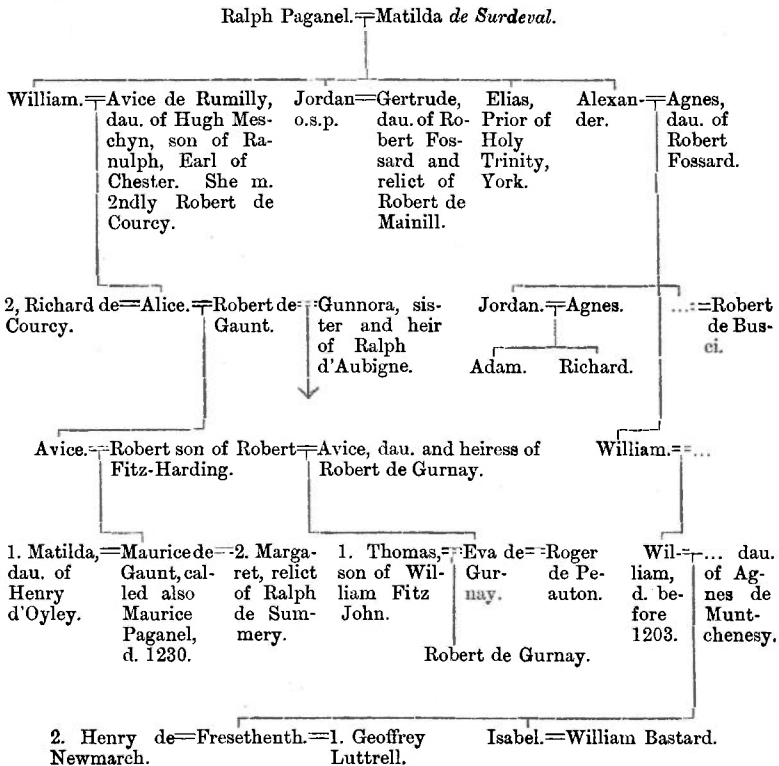 Ralph Paganel.=Matilda de Surdeval.
William.=Avice de Rumilly,
dau. of Hugh Mes-
chyn, son of Ra-
nulph, Earl of
Chester. She m.
2ndly Robert de
Courcy.
Jordan=Gertrude,
o.s.p.
dau. of Ro-
bert Fos-
sard and
relict of
Robert de
Mainill.
Elias,
Prior of
Holy
Trinity,
York.
Alexan-=Agnes,
der.
dau. of
Robert
Fossard.
2, Richard de=Alice.=Robert de=Gunnora, sis-
Courcy.
Gaunt.
ter and heir
of Ralph
d'Aubigne.
Jordan.=Agnes.
...=Robert
de Bus-
ci.
Adam. Richard.
Avice.=Robert son of
Fitz-Harding.
Robert=Avice, dau. and heiress of
Robert de Gurnay.
William.=...
1. Matilda,=Maurice de=2. Marga-
dau. of
Henry
d'Oyley.
Gaunt, cal-
led also
Maurice
Paganel,
d. 1230.
ret, relict
of Ralph
de Sum-
mery.
1. Thomas,=Eva de=Roger
son of Wil-
liam Fitz
John.
Gur-
nay.
de Pe-
auton.
Robert de Gurnay.
Wil-=... dau.
liam,
d. be-
fore
1203.
of Ag-
nes de
Munt-
chenesy.
2. Henry de=Fresethenth.=1. Geoffrey
Newmarch.
Luttrell.
Isabel.=William Bastard.